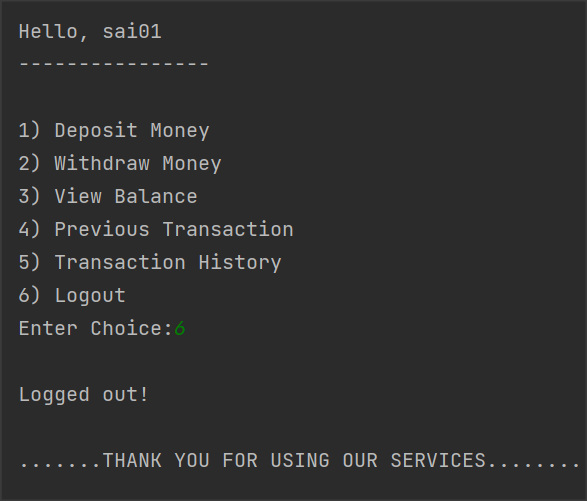 Hello, sai01
----------------
1) Deposit Money
2) Withdraw Money
3) View Balance
4) Previous Transaction
5) Transaction History
6) Logout
Enter Choice:6
Logged out!
.......THANK YOU FOR USING OUR SERVICES........